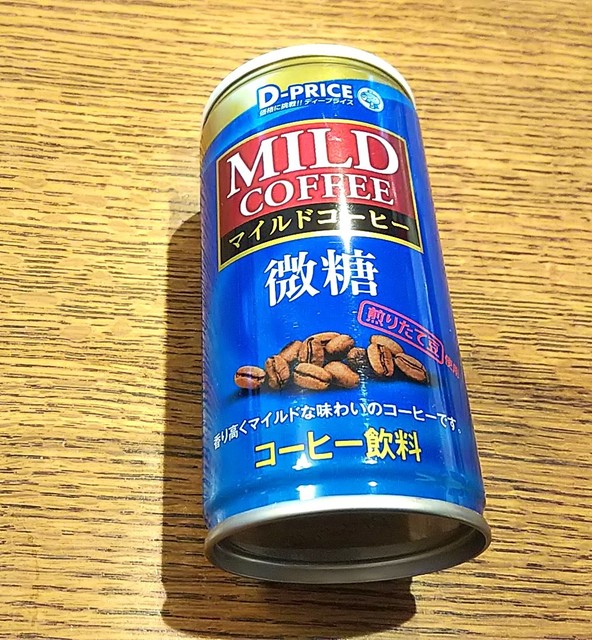 D-PRICE
価格に挑戦!! ディープライス
MILD
COFFEE
マイルドコーヒー
微糖
煎りたて豆使用
香り高くマイルドな味わいのコーヒーです。
コーヒー飲料